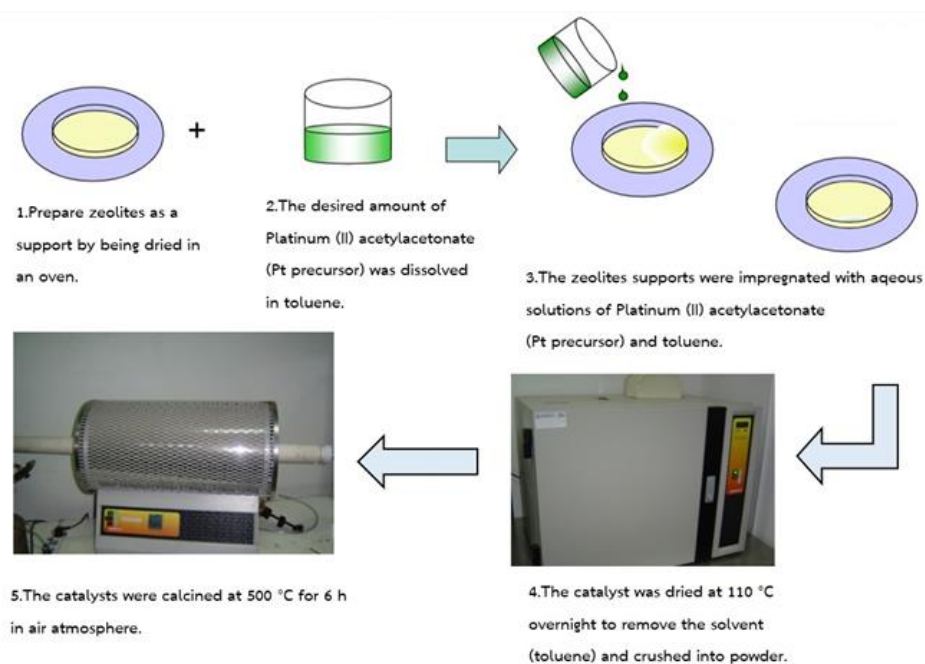 +
1.Prepare zeolites as a
support by being dried in
an oven.
2.The desired amount of
Platinum (II) acetylacetonate
(Pt precursor) was dissolved
in toluene.
3.The zeolites supports were impregnated with aqeous
solutions of Platinum (II) acetylacetonate
(Pt precursor) and toluene.
4.The catalyst was dried at 110 °C
overnight to remove the solvent
(toluene) and crushed into powder.
5.The catalysts were calcined at 500 °C for 6 h
in air atmosphere.